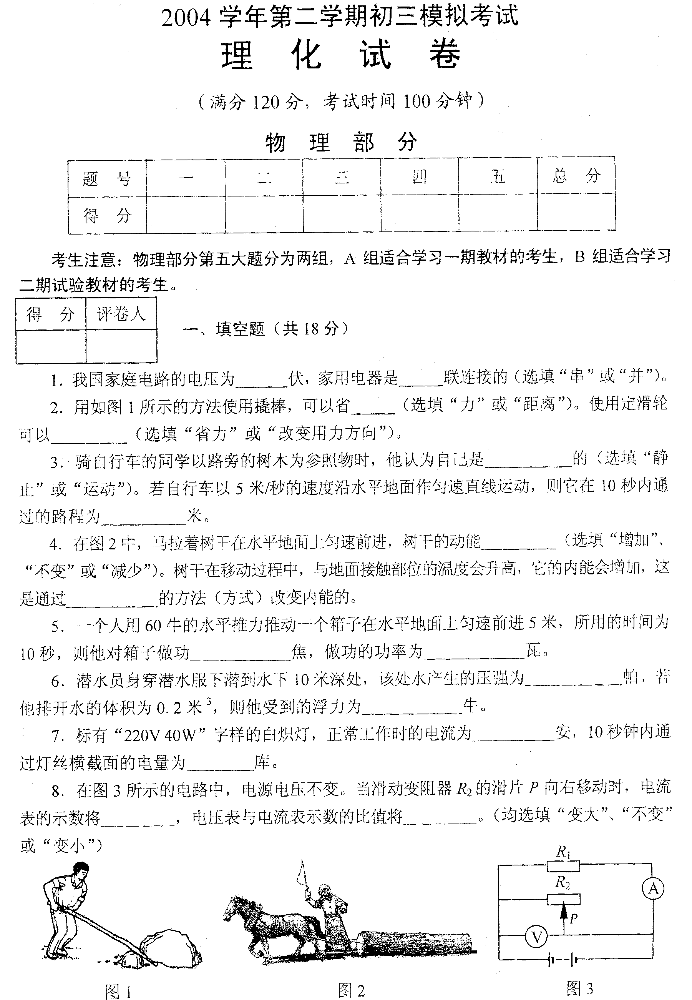 2004 学年第二学期初三模拟考试
理 化 试 卷
（满分 120 分，考试时间 100 分钟）
物 理 部 分
题 号 一 二 三 四 五 总 分
得 分
考生注意：物理部分第五大题分为两组，A 组适合学习一期教材的考生，B 组适合学习
二期试验教材的考生。
得 分 评卷人
一、填空题（共 18 分）
1. 我国家庭电路的电压为______伏，家用电器是_____联连接的（选填“串”或“并”）。
2. 用如图 1 所示的方法使用撬棒，可以省_____（选填“力”或“距离”）。使用定滑轮
可以_________（选填“省力”或“改变用力方向”）。
3. 骑自行车的同学以路旁的树木为参照物时，他认为自己是__________的（选填“静
止”或“运动”）。若自行车以 5 米/秒的速度沿水平地面作匀速直线运动，则它在 10 秒内通
过的路程为__________米。
4. 在图 2 中，马拉着树干在水平地面上匀速前进，树干的动能_________（选填“增加”、
“不变”或“减少”）。树干在移动过程中，与地面接触部位的温度会升高，它的内能会增加，这
是通过___________的方法（方式）改变内能的。
5. 一个人用 60 牛的水平推力推动一个箱子在水平地面上匀速前进 5 米，所用的时间为
10 秒，则他对箱子做功____________焦，做功的功率为____________瓦。
6. 潜水员身穿潜水服下潜到水下 10 米深处，该处水产生的压强为____________帕。若
他排开水的体积为 0. 2 米³，则他受到的浮力为____________牛。
7. 标有“220V 40W”字样的白炽灯，正常工作时的电流为__________安，10 秒钟内通
过灯丝横截面的电量为________库。
8. 在图 3 所示的电路中，电源电压不变。当滑动变阻器 R₂ 的滑片 P 向右移动时，电流
表的示数将_________，电压表与电流表示数的比值将_________。（均选填“变大”、“不变”
或“变小”）
R₁
R₂
A
P
V
图 1 图 2 图 3